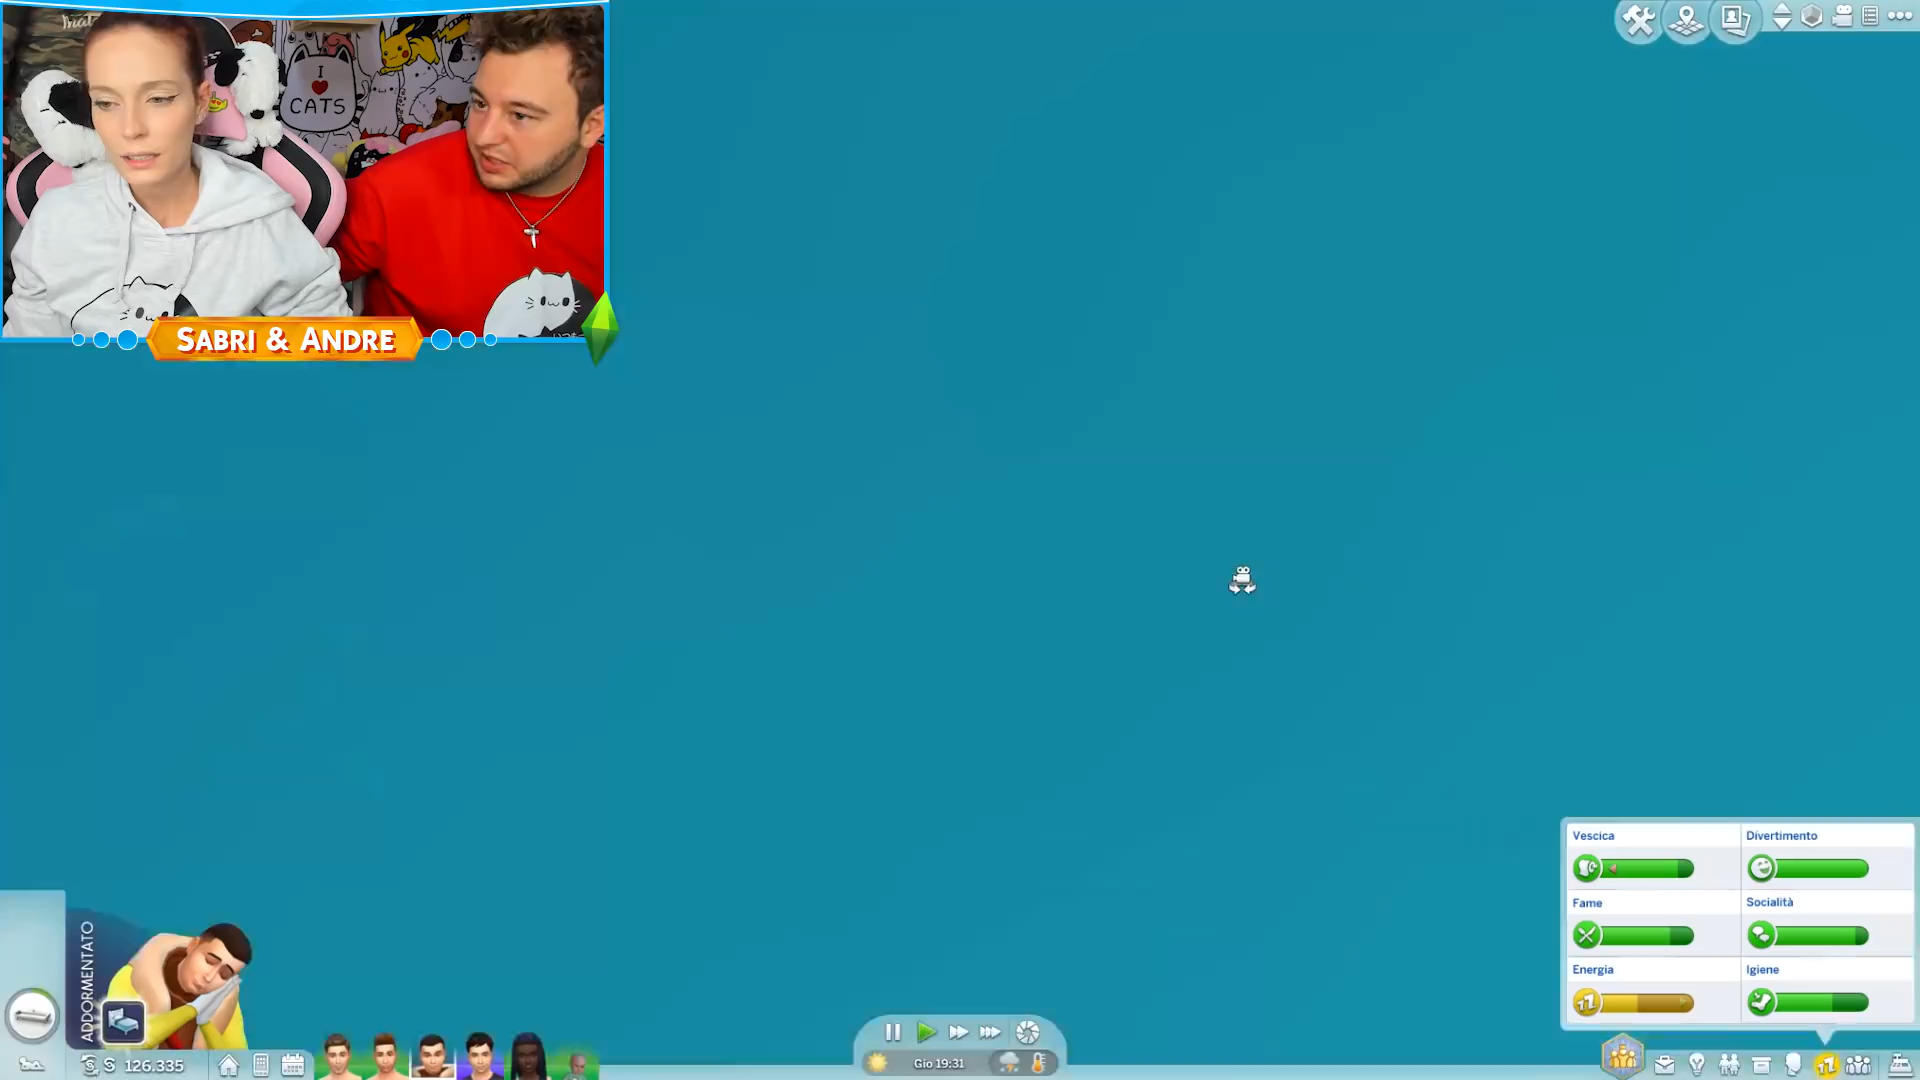 I
CATS
SABRI & ANDRE
Vescica
Divertimento
Fame
Socialità
Energia
Igiene
ADDORMENTATO
126.335
Gio 19:31